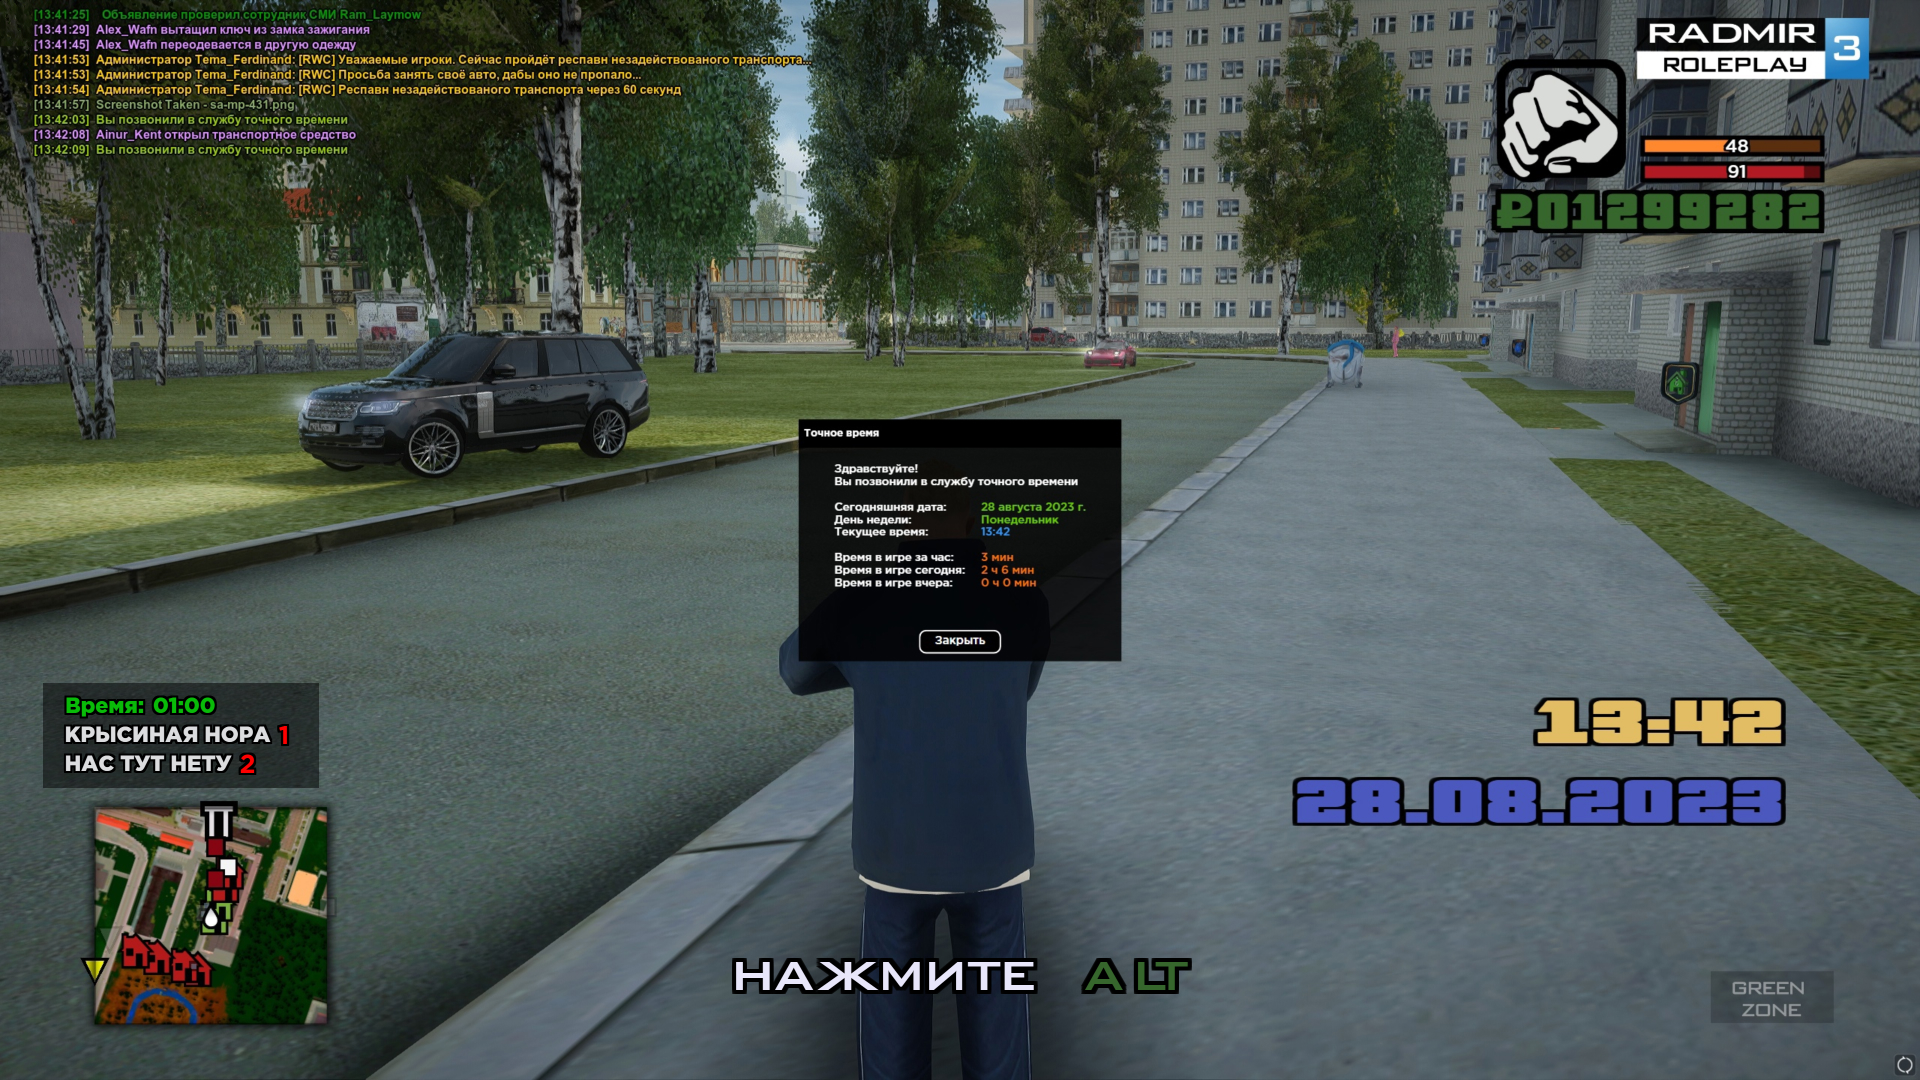 [13:41:25] Объявление проверил сотрудник СМИ Ram_Laymow
[13:41:29] Alex_Wafn вытащил ключ из замка зажигания
[13:41:45] Alex_Wafn переодевается в другую одежду
[13:41:53] Администратор Tema_Ferdinand: [RWC] Уважаемые игроки. Сейчас пройдёт респавн незадействованого транспорта...
[13:41:53] Администратор Tema_Ferdinand: [RWC] Просьба занять своё авто, дабы оно не пропало...
[13:41:54] Администратор Tema_Ferdinand: [RWC] Респавн незадействованого транспорта через 60 секунд
[13:41:57] Screenshot Taken - sa-mp-431.png
[13:42:03] Вы позвонили в службу точного времени
[13:42:08] Ainur_Kent открыл транспортное средство
[13:42:09] Вы позвонили в службу точного времени
RADMIR 3
ROLEPLAY
48
91
₽01299282
Точное время
Здравствуйте!
Вы позвонили в службу точного времени
Сегодняшняя дата: 28 августа 2023 г.
День недели: Понедельник
Текущее время: 13:42
Время в игре за час: 3 мин
Время в игре сегодня: 2 ч 6 мин
Время в игре вчера: 0 ч 0 мин
Закрыть
Время: 01:00
КРЫСИНАЯ НОРА 1
НАС ТУТ НЕТУ 2
13:42
28.08.2023
НАЖМИТЕ ALT
GREEN
ZONE